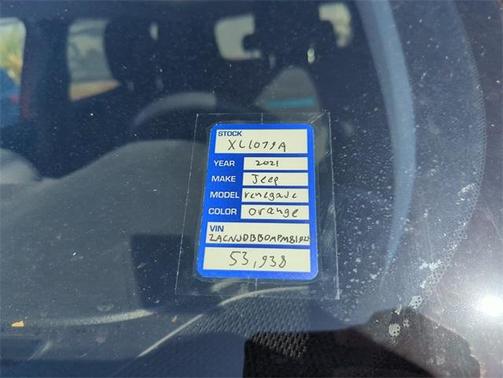 STOCK
XL1079A
YEAR 2021
MAKE Jeep
MODEL renegade
COLOR orange
VIN
53,938